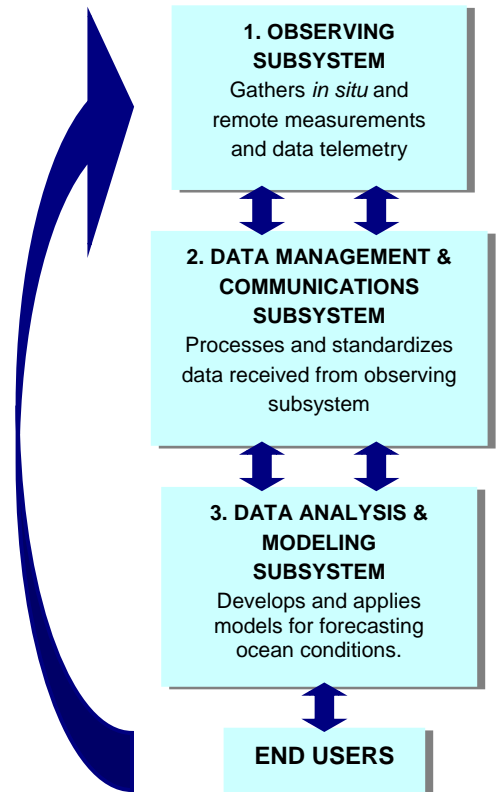 1. OBSERVING
SUBSYSTEM
Gathers in situ and
remote measurements
and data telemetry
2. DATA MANAGEMENT &
COMMUNICATIONS
SUBSYSTEM
Processes and standardizes
data received from observing
subsystem
3. DATA ANALYSIS &
MODELING
SUBSYSTEM
Develops and applies
models for forecasting
ocean conditions.
END USERS